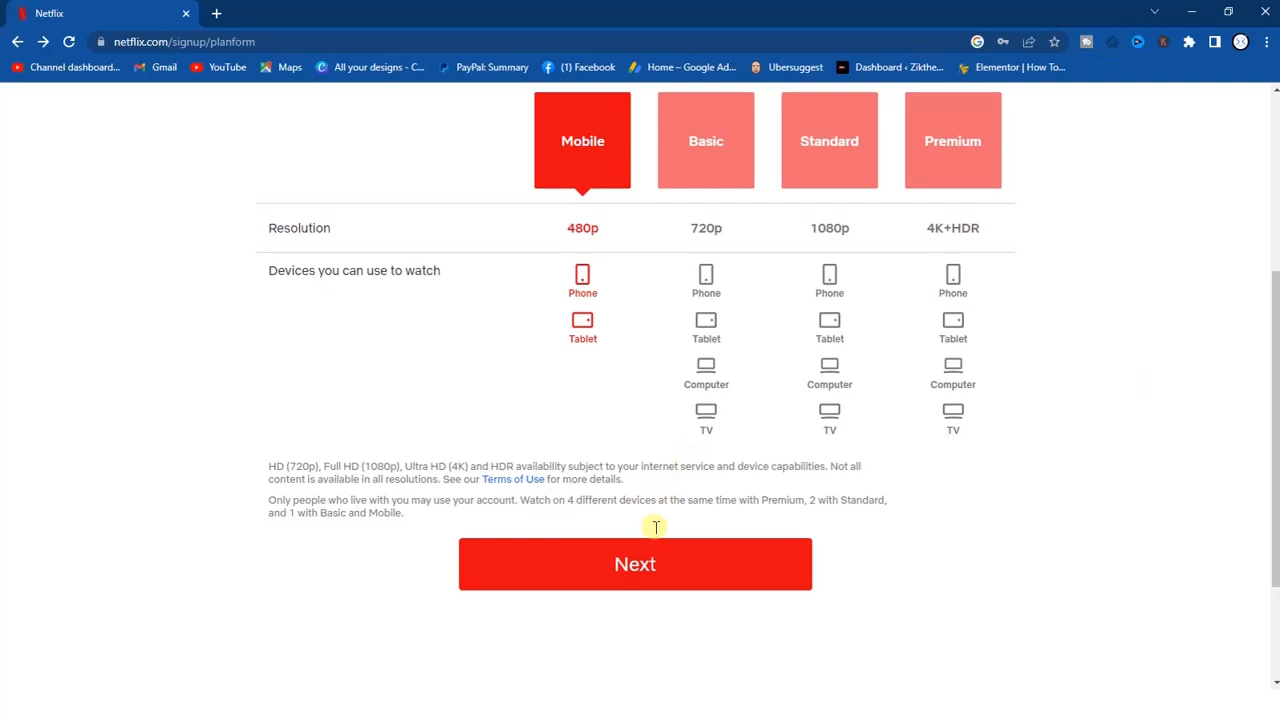 Netflix
netflix.com/signup/planform
Channel dashboard...
Gmail
YouTube
Maps
All your designs - C...
PayPal: Summary
(1) Facebook
Home – Google Ad...
Ubersuggest
Dashboard ‹ Zikthe...
Elementor | How To...
Mobile Basic Standard Premium
Resolution 480p 720p 1080p 4K+HDR
Devices you can use to watch
Phone Phone Phone Phone
Tablet Tablet Tablet Tablet
Computer Computer Computer
TV TV TV
HD (720p), Full HD (1080p), Ultra HD (4K) and HDR availability subject to your internet service and device capabilities. Not all
content is available in all resolutions. See our Terms of Use for more details.
Only people who live with you may use your account. Watch on 4 different devices at the same time with Premium, 2 with Standard,
and 1 with Basic and Mobile.
Next